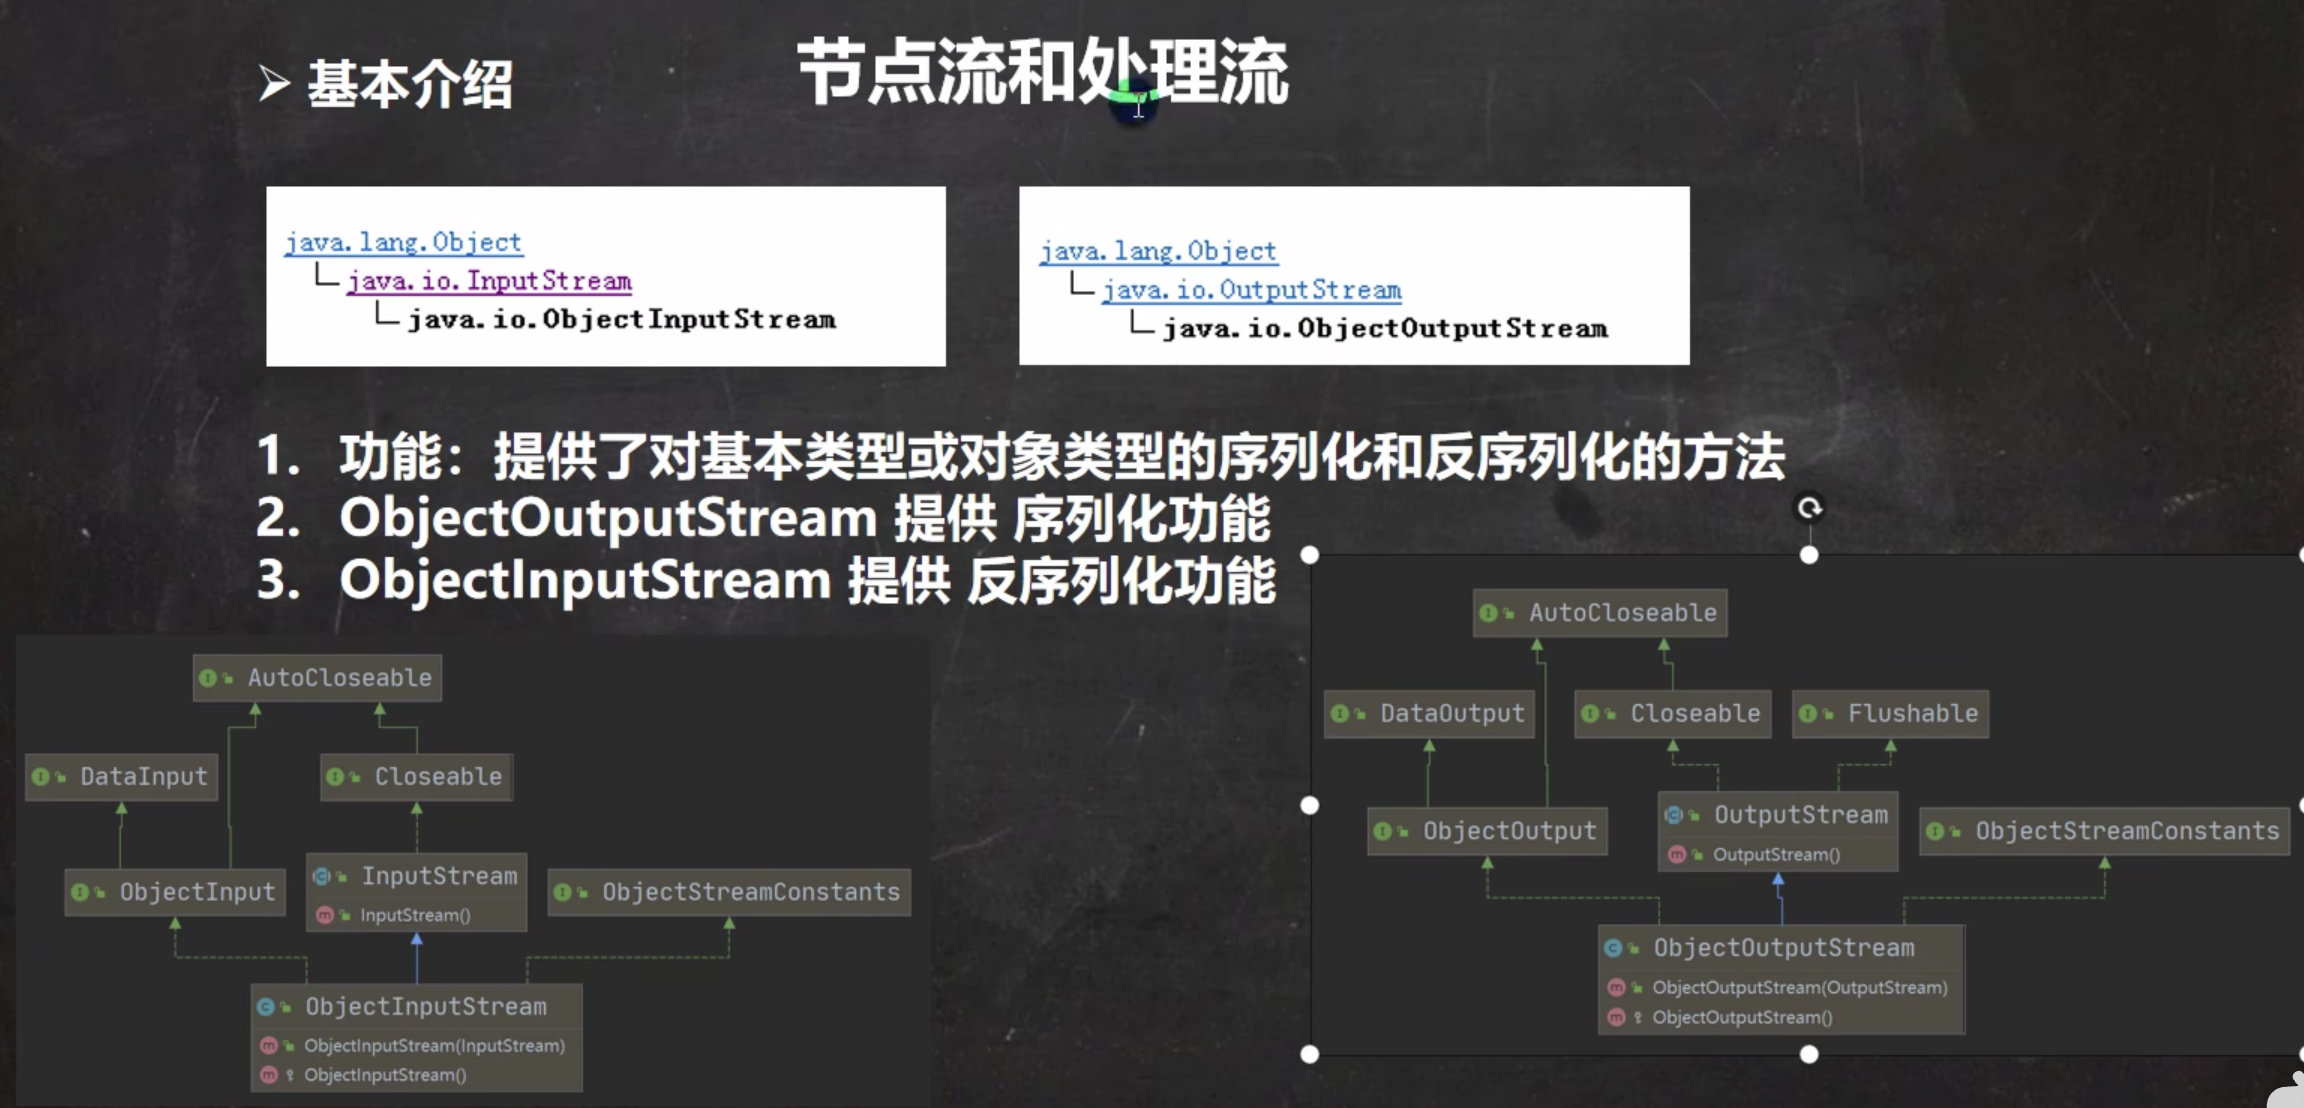 节点流和处理流
➢ 基本介绍
java.lang.Object
java.io.InputStream
java.io.ObjectInputStream
java.lang.Object
java.io.OutputStream
java.io.ObjectOutputStream
1. 功能：提供了对基本类型或对象类型的序列化和反序列化的方法
2. ObjectOutputStream 提供 序列化功能
3. ObjectInputStream 提供 反序列化功能
AutoCloseable
DataInput
Closeable
ObjectInput
InputStream
InputStream()
ObjectStreamConstants
ObjectInputStream
ObjectInputStream(InputStream)
ObjectInputStream()
AutoCloseable
DataOutput
Closeable
Flushable
ObjectOutput
OutputStream
OutputStream()
ObjectStreamConstants
ObjectOutputStream
ObjectOutputStream(OutputStream)
ObjectOutputStream()